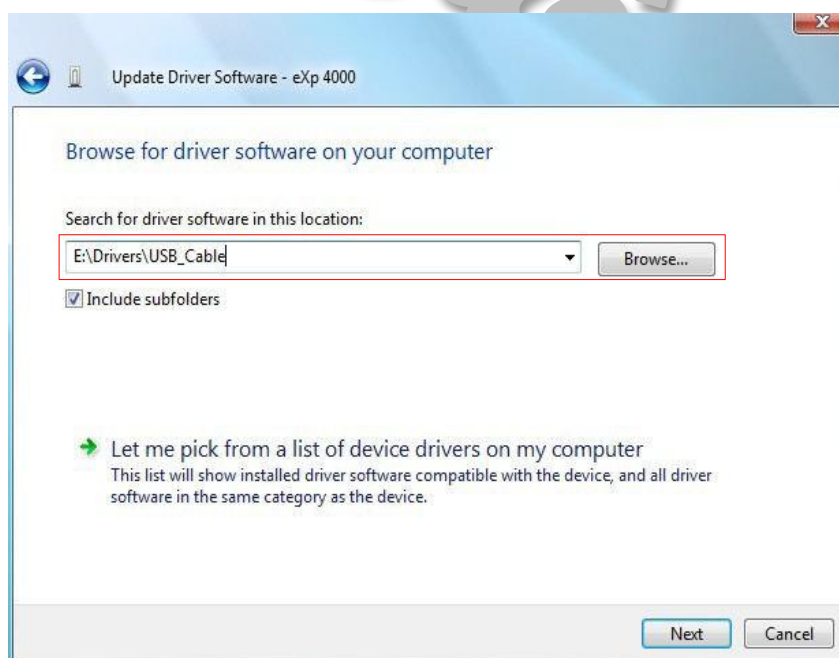 Update Driver Software - eXp 4000
Browse for driver software on your computer
Search for driver software in this location:
E:\Drivers\USB_Cable
Browse...
Include subfolders
Let me pick from a list of device drivers on my computer
This list will show installed driver software compatible with the device, and all driver
software in the same category as the device.
Next
Cancel